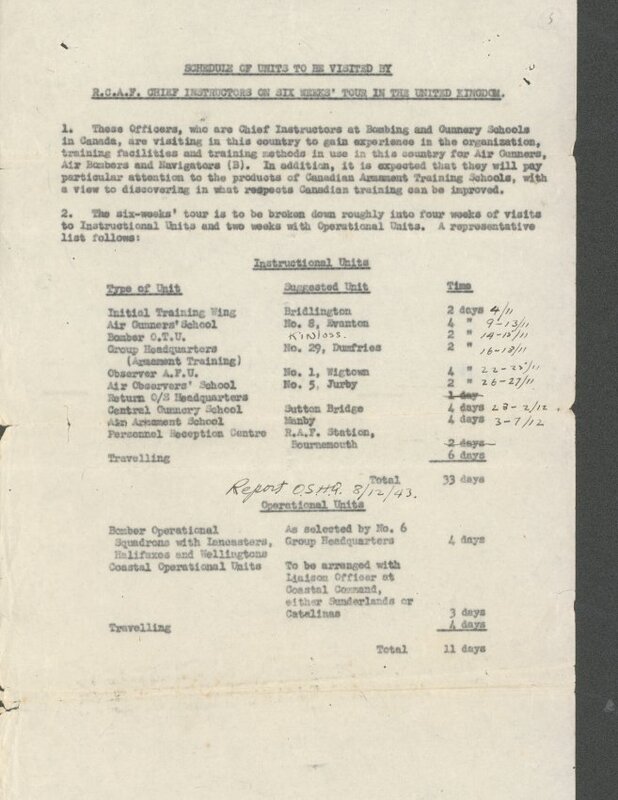 5
SCHEDULE OF UNITS TO BE VISITED BY
R.C.A.F. CHIEF INSTRUCTORS ON SIX WEEKS' TOUR IN THE UNITED KINGDOM.
1. These Officers, who are Chief Instructors at Bombing and Gunnery Schools
in Canada, are visiting in this country to gain experience in the organization,
training facilities and training methods in use in this country for Air Gunners,
Air Bombers and Navigators (B). In addition, it is expected that they will pay
particular attention to the products of Canadian Armament Training Schools, with
a view to discovering in what respects Canadian training can be improved.
2. The six-weeks' tour is to be broken down roughly into four weeks of visits
to Instructional Units and two weeks with Operational Units. A representative
list follows:
Instructional Units
Type of Unit Suggested Unit Time
Initial Training Wing Bridlington 2 days 4/11
Air Gunners' School No. 8, Evanton 4 " 9-13/11
Bomber O.T.U. Kinloss. 2 " 14-15/11
Group Headquarters No. 29, Dumfries 2 " 16-18/11
(Armament Training)
Observer A.F.U. No. 1, Wigtown 4 " 22-25/11
Air Observers' School No. 5, Jurby 2 " 26-27/11
Return O/S Headquarters 1 day
Central Gunnery School Sutton Bridge 4 days 28-2/12
Air Armament School Manby 4 days 3-7/12
Personnel Reception Centre R.A.F. Station,
Bournemouth 2 days
Travelling 6 days
Total 33 days
Report O.S.H.Q. 8/12/43.
Operational Units
Bomber Operational As selected by No. 6
Squadrons with Lancasters, Group Headquarters 4 days
Halifaxes and Wellingtons
Coastal Operational Units To be arranged with
Liaison Officer at
Coastal Command,
either Sunderlands or
Catalinas 3 days
Travelling 4 days
Total 11 days